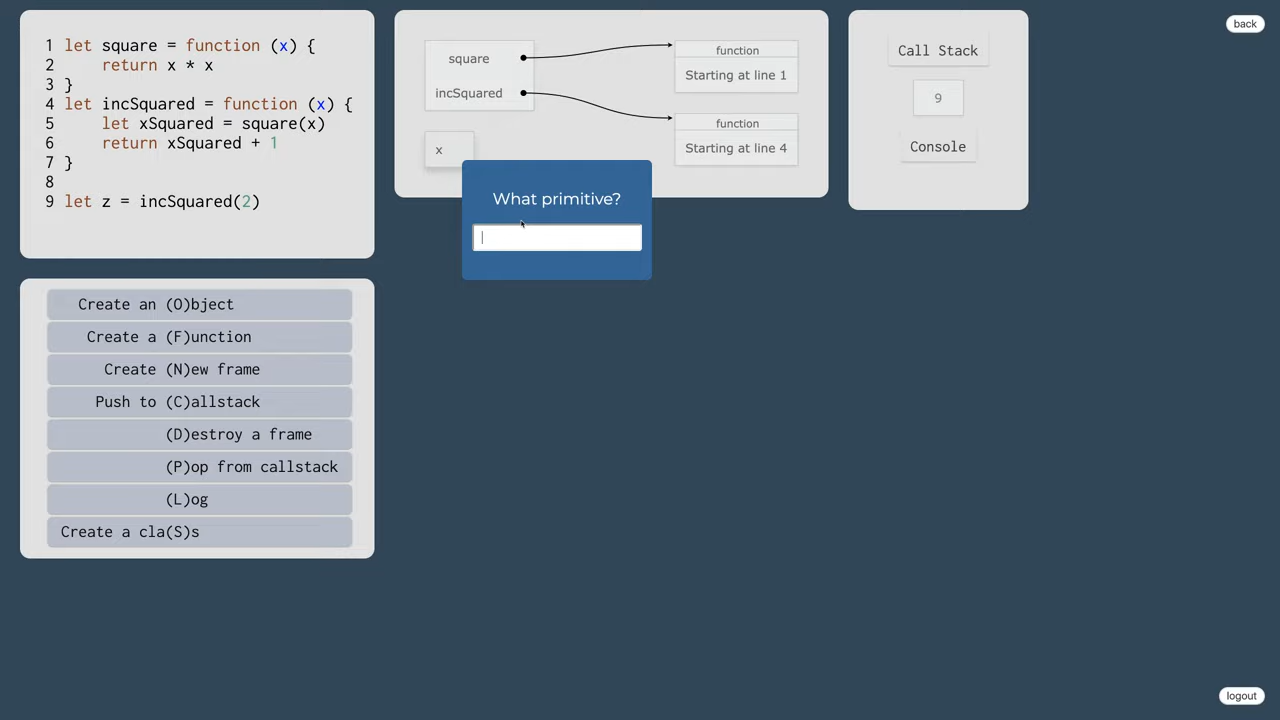 1 let square = function (x) {
2 return x * x
3 }
4 let incSquared = function (x) {
5 let xSquared = square(x)
6 return xSquared + 1
7 }
8
9 let z = incSquared(2)
Create an (O)bject
Create a (F)unction
Create (N)ew frame
Push to (C)allstack
(D)estroy a frame
(P)op from callstack
(L)og
Create a cla(S)s
square
incSquared
x
function
Starting at line 1
function
Starting at line 4
What primitive?
Call Stack
9
Console
back
logout